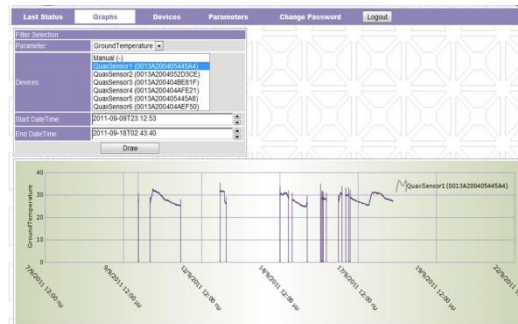 Last Status Graphs Devices Parameters Change Password Logout
Filter Selection
Parameter: GroundTemperature
Devices:
Manual (-)
QuaxSensor1 (0013A200405445A4)
QuaxSensor2 (0013A2004052D3CE)
QuaxSensor3 (0013A200404BE81F)
QuaxSensor4 (0013A200404AFE21)
QuaxSensor5 (0013A200405445A8)
QuaxSensor6 (0013A200404AEF50)
Start DateTime: 2011-09-09T23:12:53
End DateTime: 2011-09-18T02:43:40
Draw
QuaxSensor1 (0013A200405445A4)
GroundTemperature
40
30
20
10
0
7/9/2011 12:00 πμ
9/9/2011 12:00 μμ
12/9/2011 12:00 πμ
14/9/2011 12:00 μμ
17/9/2011 12:00 πμ
19/9/2011 12:00 μμ
22/9/2011 12:00